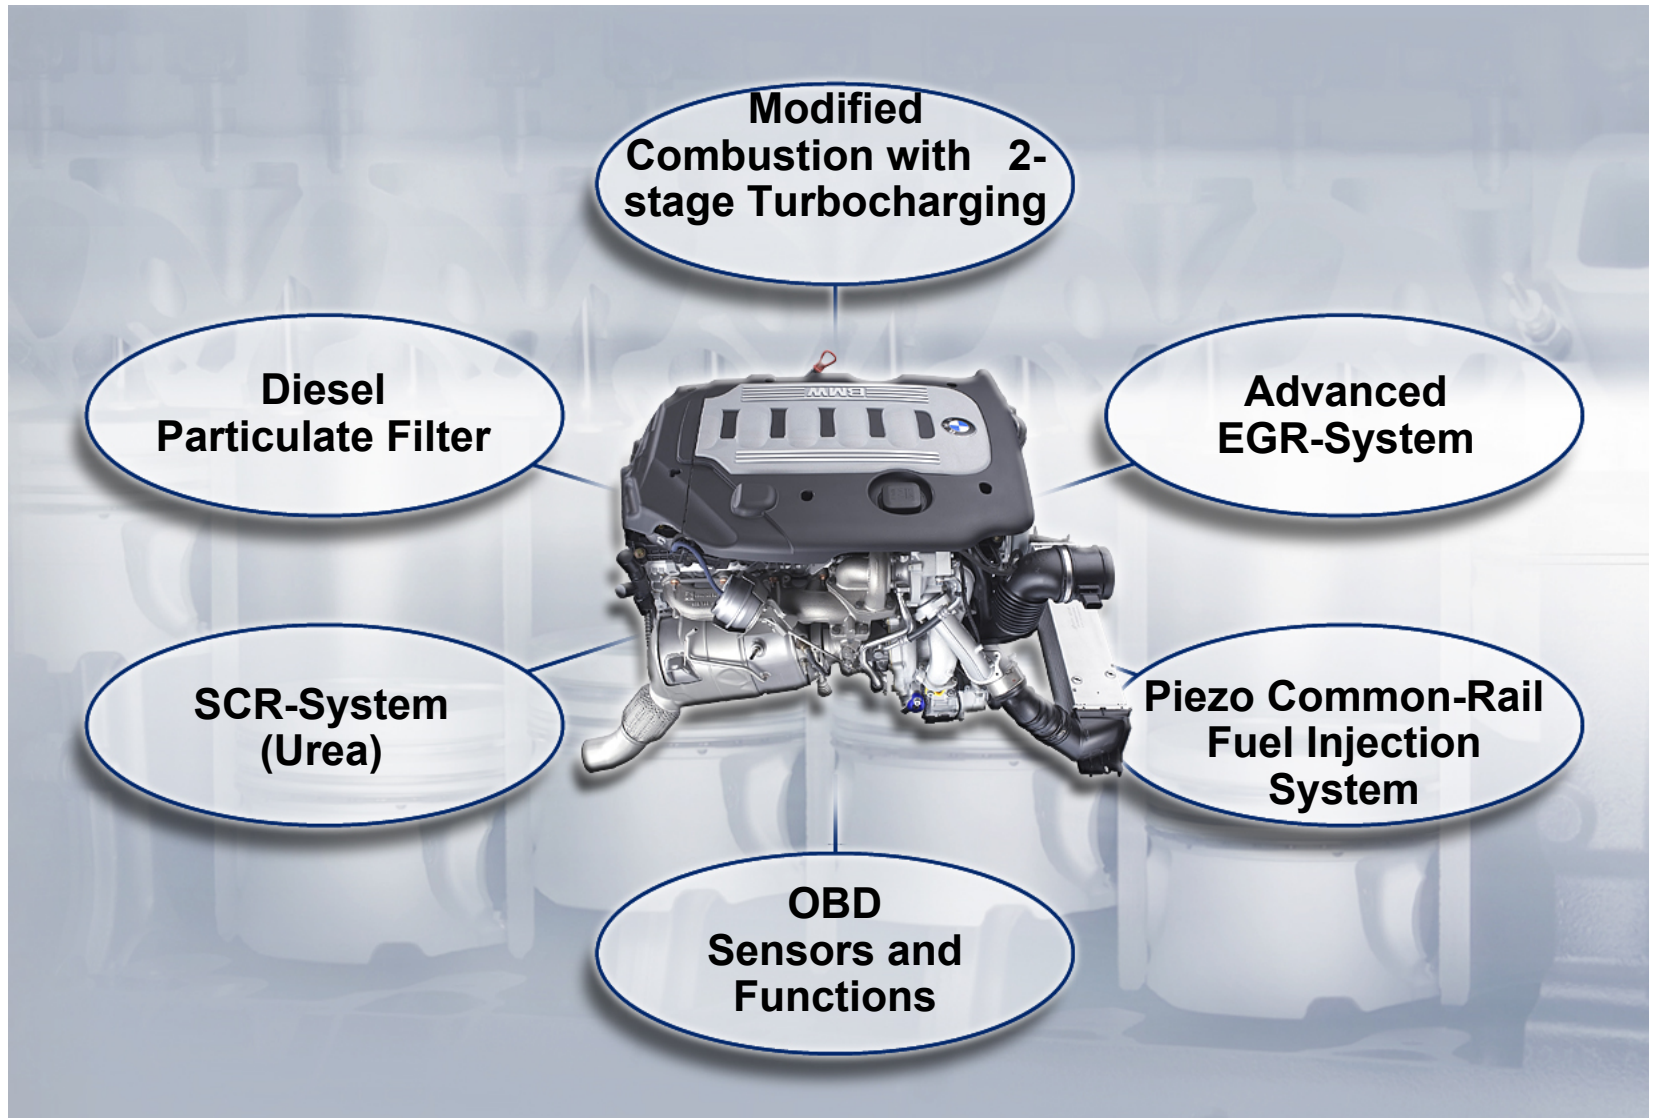 Modified
Combustion with 2-
stage Turbocharging
Diesel
Particulate Filter
Advanced
EGR-System
BMW
SCR-System
(Urea)
Piezo Common-Rail
Fuel Injection
System
OBD
Sensors and
Functions